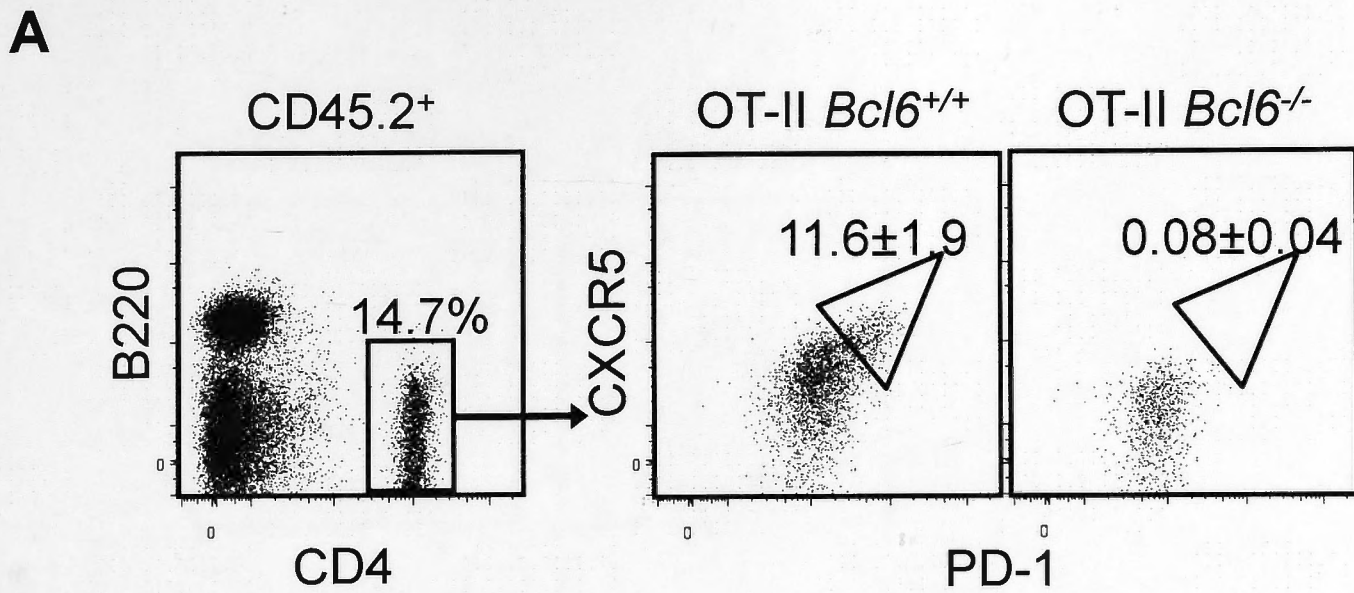 A
CD45.2⁺
OT-II Bcl6⁺/⁺
OT-II Bcl6⁻/⁻
B220
14.7%
CXCR5
11.6±1.9
0.08±0.04
0
0
0
0
0
CD4
PD-1